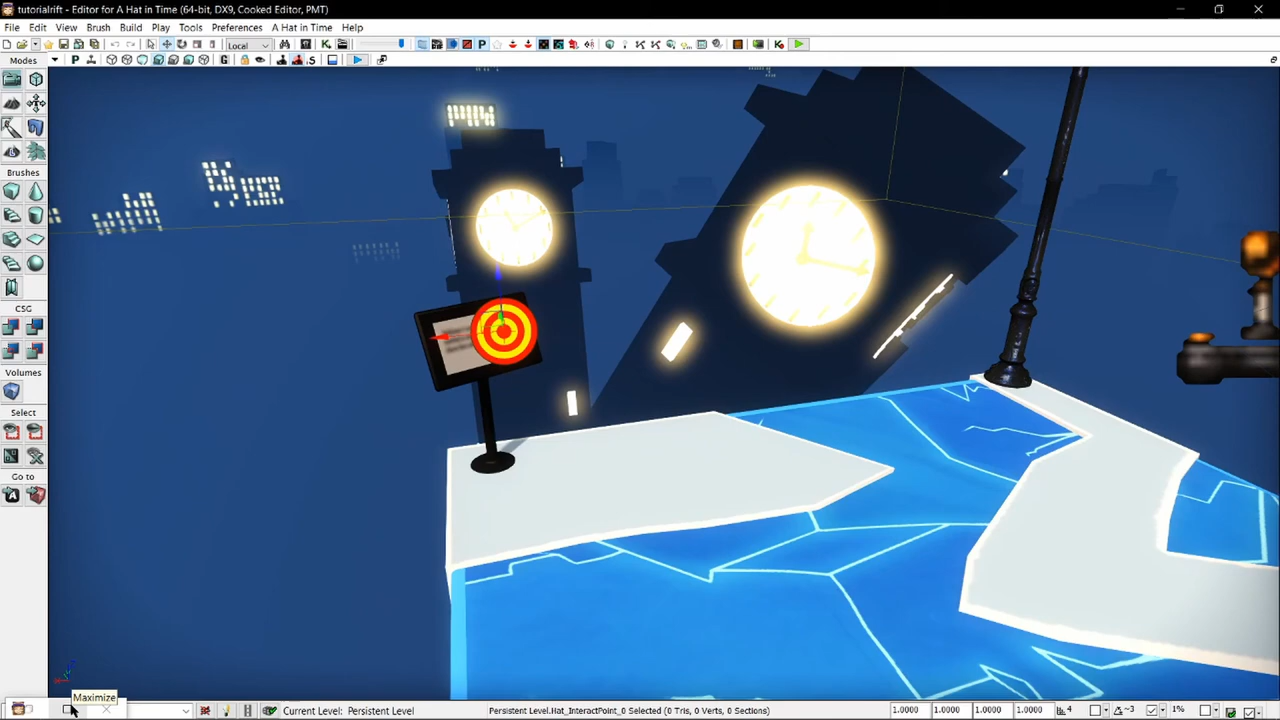 tutorialrift - Editor for A Hat in Time (64-bit, DX9, Cooked Editor, PMT)
File Edit View Brush Build Play Tools Preferences A Hat in Time Help
Local
Modes
Brushes
CSG
Volumes
Select
Go to
Maximize
Current Level: Persistent Level
Persistent Level.Hat_InteractPoint_0 Selected (0 Tris, 0 Verts, 0 Sections)
1.0000 1.0000 1.0000 1.0000 4 ~3 1%